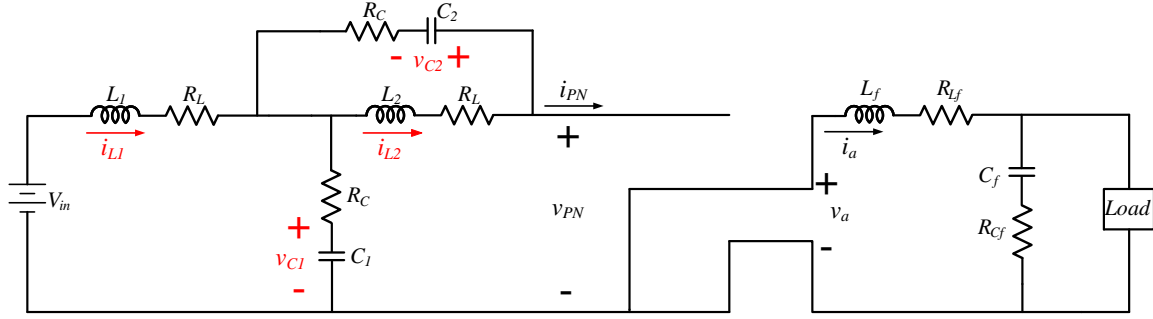 R_C C_2
- v_C2 +
L_1 R_L L_2 R_L i_PN L_f R_Lf
i_L1 i_L2 + i_a
V_in R_C v_PN + v_a - C_f Load
+ v_C1 - C_1 R_Cf
-